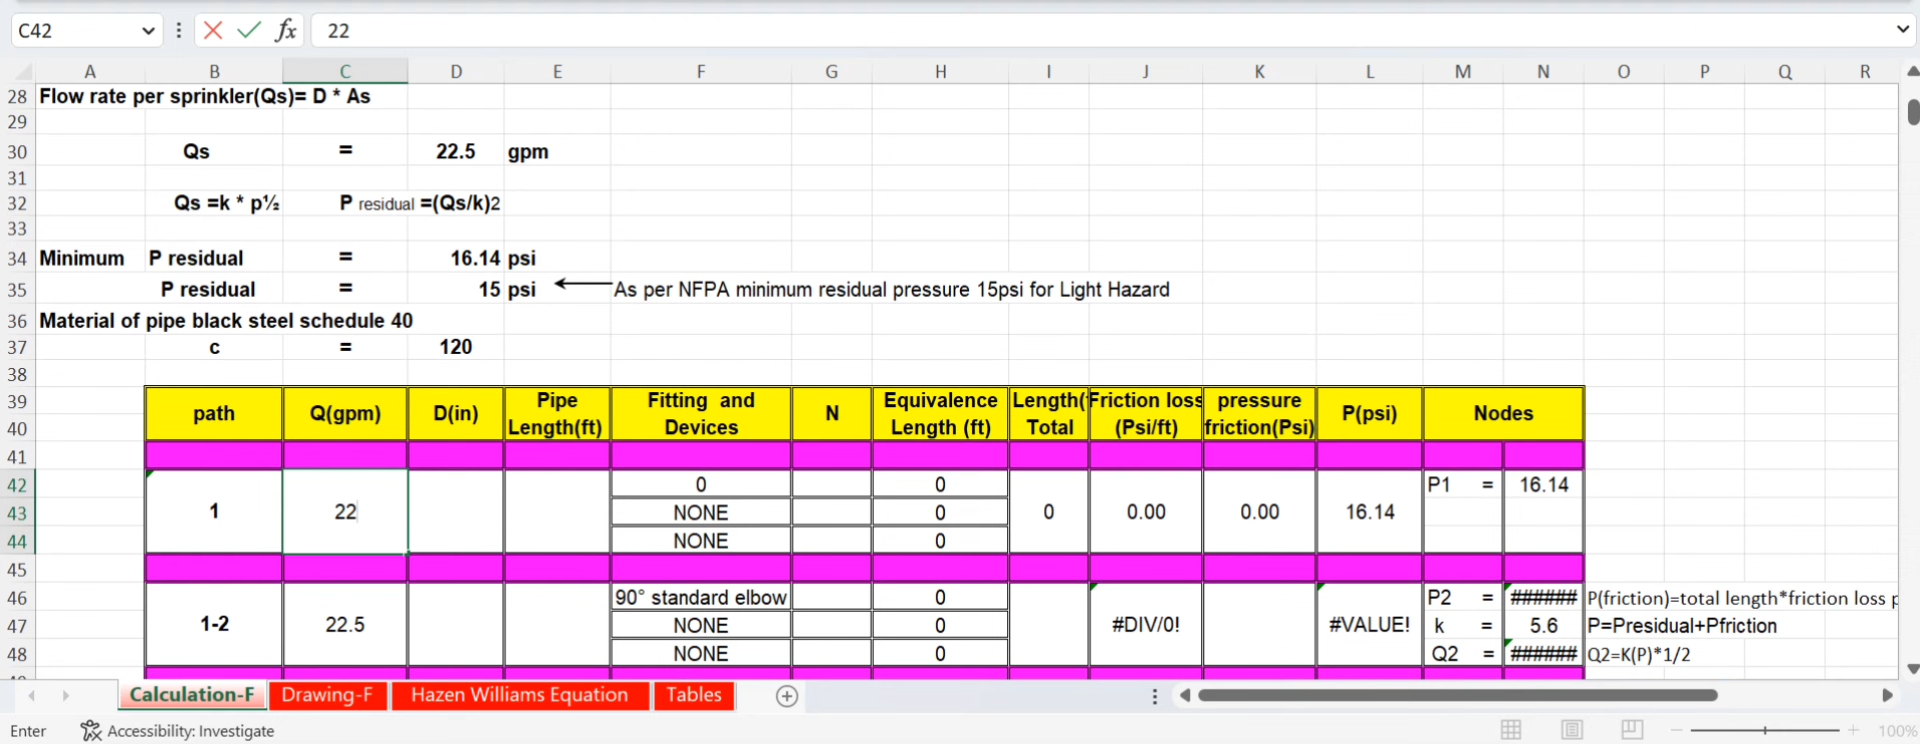 C42 fx 22
A B C D E F G H I J K L M N O P Q R
28 Flow rate per sprinkler(Qs)= D * As
29
30 Qs = 22.5 gpm
31
32 Qs =k * p½ P residual =(Qs/k)2
33
34 Minimum P residual = 16.14 psi
35 P residual = 15 psi As per NFPA minimum residual pressure 15psi for Light Hazard
36 Material of pipe black steel schedule 40
37 c = 120
38
39 Pipe Fitting and Equivalence Length( Friction loss pressure
path Q(gpm) D(in) N P(psi) Nodes
40 Length(ft) Devices Length (ft) Total (Psi/ft) friction(Psi)
41
42 0 0 P1 = 16.14
43 1 22 NONE 0 0 0.00 0.00 16.14
44 NONE 0
45
46 90° standard elbow 0 P2 = ###### P(friction)=total length*friction loss p
47 1-2 22.5 NONE 0 #DIV/0! #VALUE! k = 5.6 P=Presidual+Pfriction
48 NONE 0 Q2 = ###### Q2=K(P)*1/2
Calculation-F Drawing-F Hazen Williams Equation Tables
Enter Accessibility: Investigate 100%